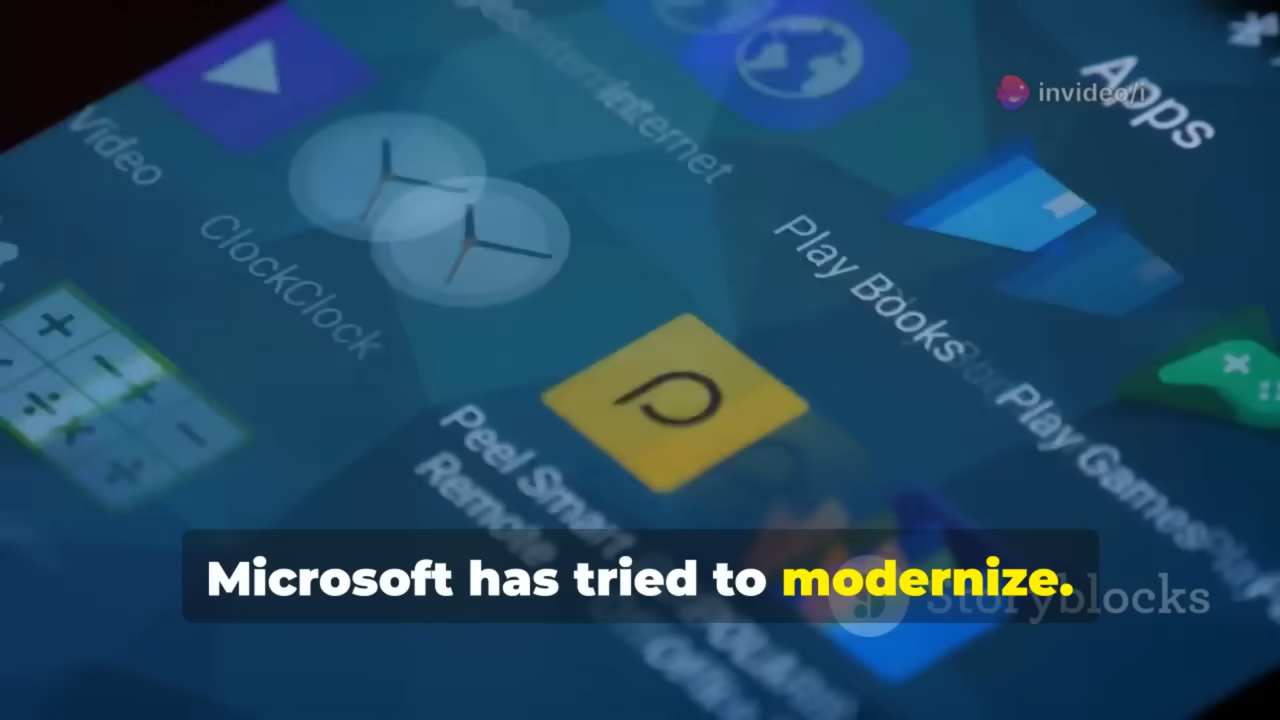 Apps
invideo/i
Internet
Video
ClockClock
Play Books
Play Games
Peel Smart
Remote
Microsoft has tried to modernize.
Storyblocks